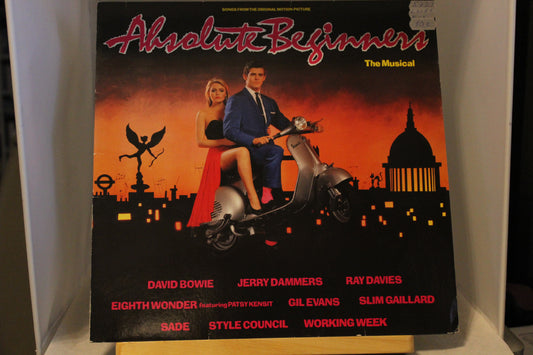 SONGS FROM THE ORIGINAL MOTION PICTURE
Absolute Beginners
The Musical
DAVID BOWIE JERRY DAMMERS RAY DAVIES
EIGHTH WONDER featuring PATSY KENSIT GIL EVANS SLIM GAILLARD
SADE STYLE COUNCIL WORKING WEEK